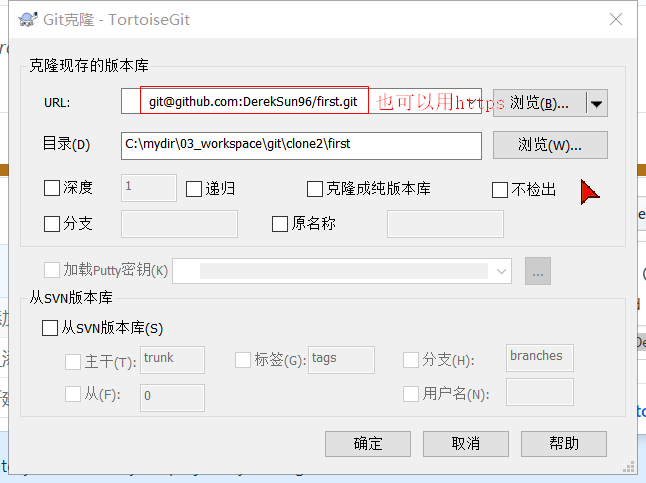 Git克隆 - TortoiseGit
克隆现存的版本库
URL: git@github.com:DerekSun96/first.git 也可以用https 浏览(B)...
目录(D) C:\mydir\03_workspace\git\clone2\first 浏览(W)...
深度 1 递归 克隆成纯版本库 不检出
分支 原名称
加载Putty密钥(K) ...
从SVN版本库
从SVN版本库(S)
主干(T): trunk 标签(G): tags 分支(H): branches
从(F): 0 用户名(N):
确定 取消 帮助